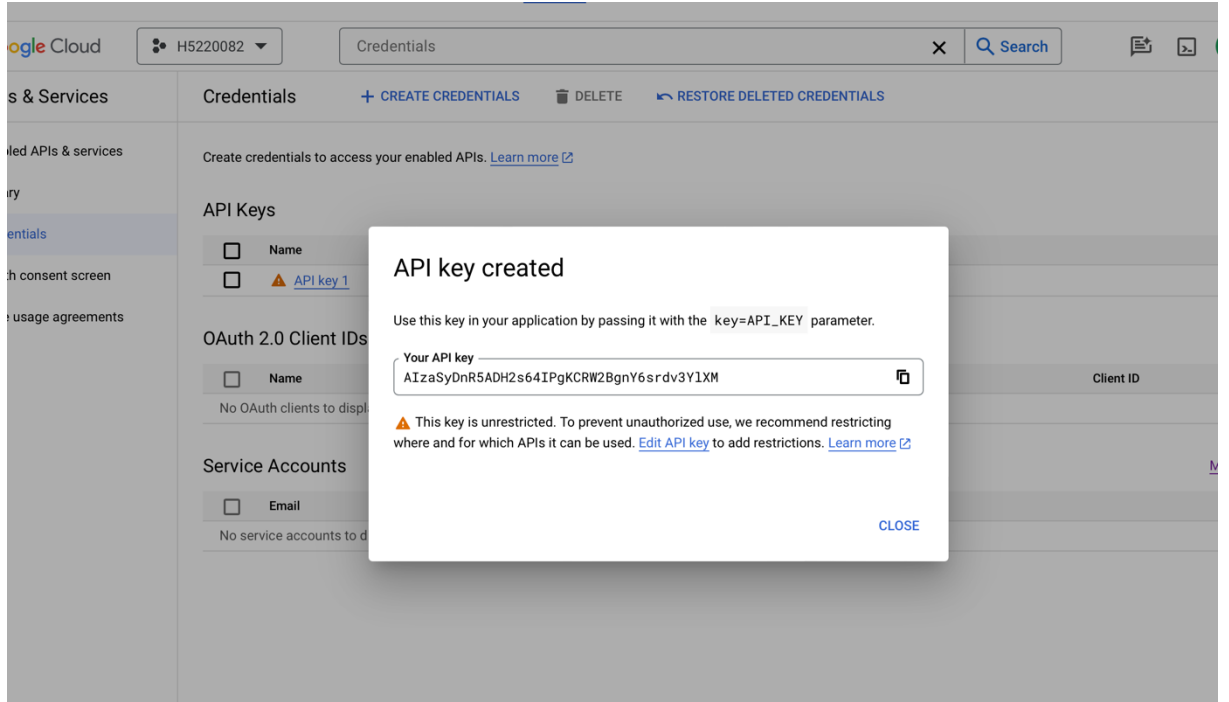 ogle Cloud
H5220082
Credentials
Search
s & Services
Credentials
CREATE CREDENTIALS
DELETE
RESTORE DELETED CREDENTIALS
led APIs & services
ry
entials
h consent screen
usage agreements
Create credentials to access your enabled APIs. Learn more
API Keys
Name
API key 1
OAuth 2.0 Client IDs
Name
Client ID
No OAuth clients to displ
Service Accounts
M
Email
No service accounts to d
API key created
Use this key in your application by passing it with the key=API_KEY parameter.
Your API key
AIzaSyDnR5ADH2s64IPgKCRW2BgnY6srdv3YlXM
This key is unrestricted. To prevent unauthorized use, we recommend restricting
where and for which APIs it can be used. Edit API key to add restrictions. Learn more
CLOSE